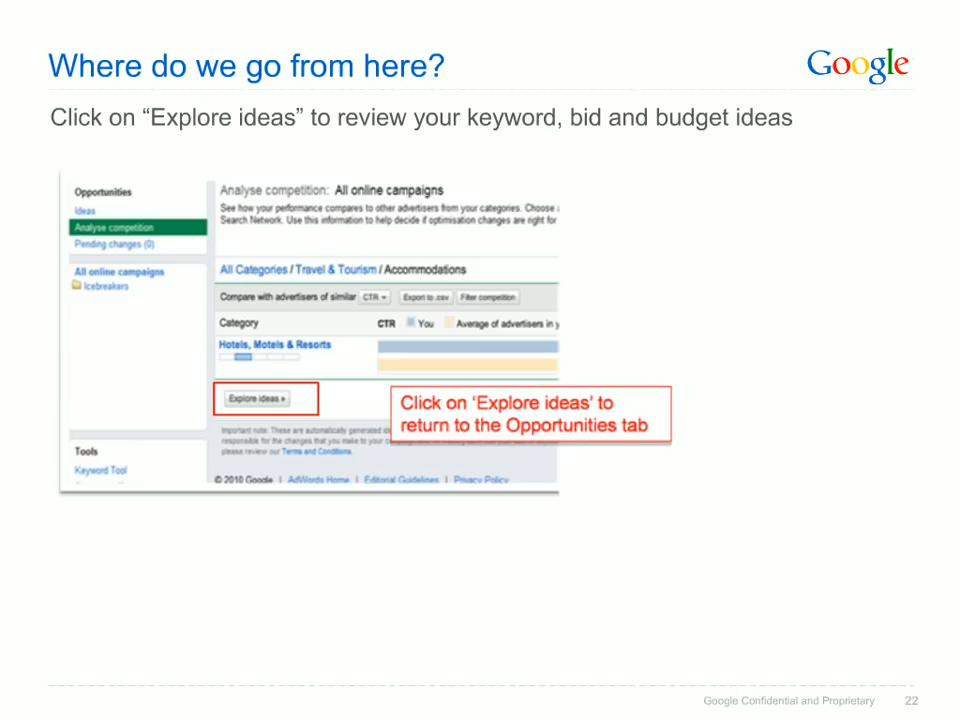 Where do we go from here?
Google
Click on “Explore ideas” to review your keyword, bid and budget ideas
Opportunities
Ideas
Analyse competition
Pending changes (0)
All online campaigns
Icebreakers
Tools
Keyword Tool
Analyse competition: All online campaigns
See how your performance compares to other advertisers from your categories. Choose
Search Network. Use this information to help decide if optimisation changes are right for
All Categories / Travel & Tourism / Accommodations
Compare with advertisers of similar CTR Export to .csv Filter competition
Category CTR You Average of advertisers in
Hotels, Motels & Resorts
Explore ideas »
Click on ‘Explore ideas’ to
return to the Opportunities tab
Important note: These are automatically generated
responsible for the changes that you make to your
please review our Terms and Conditions.
© 2010 Google | AdWords Home | Editorial Guidelines | Privacy Policy
Google Confidential and Proprietary 22